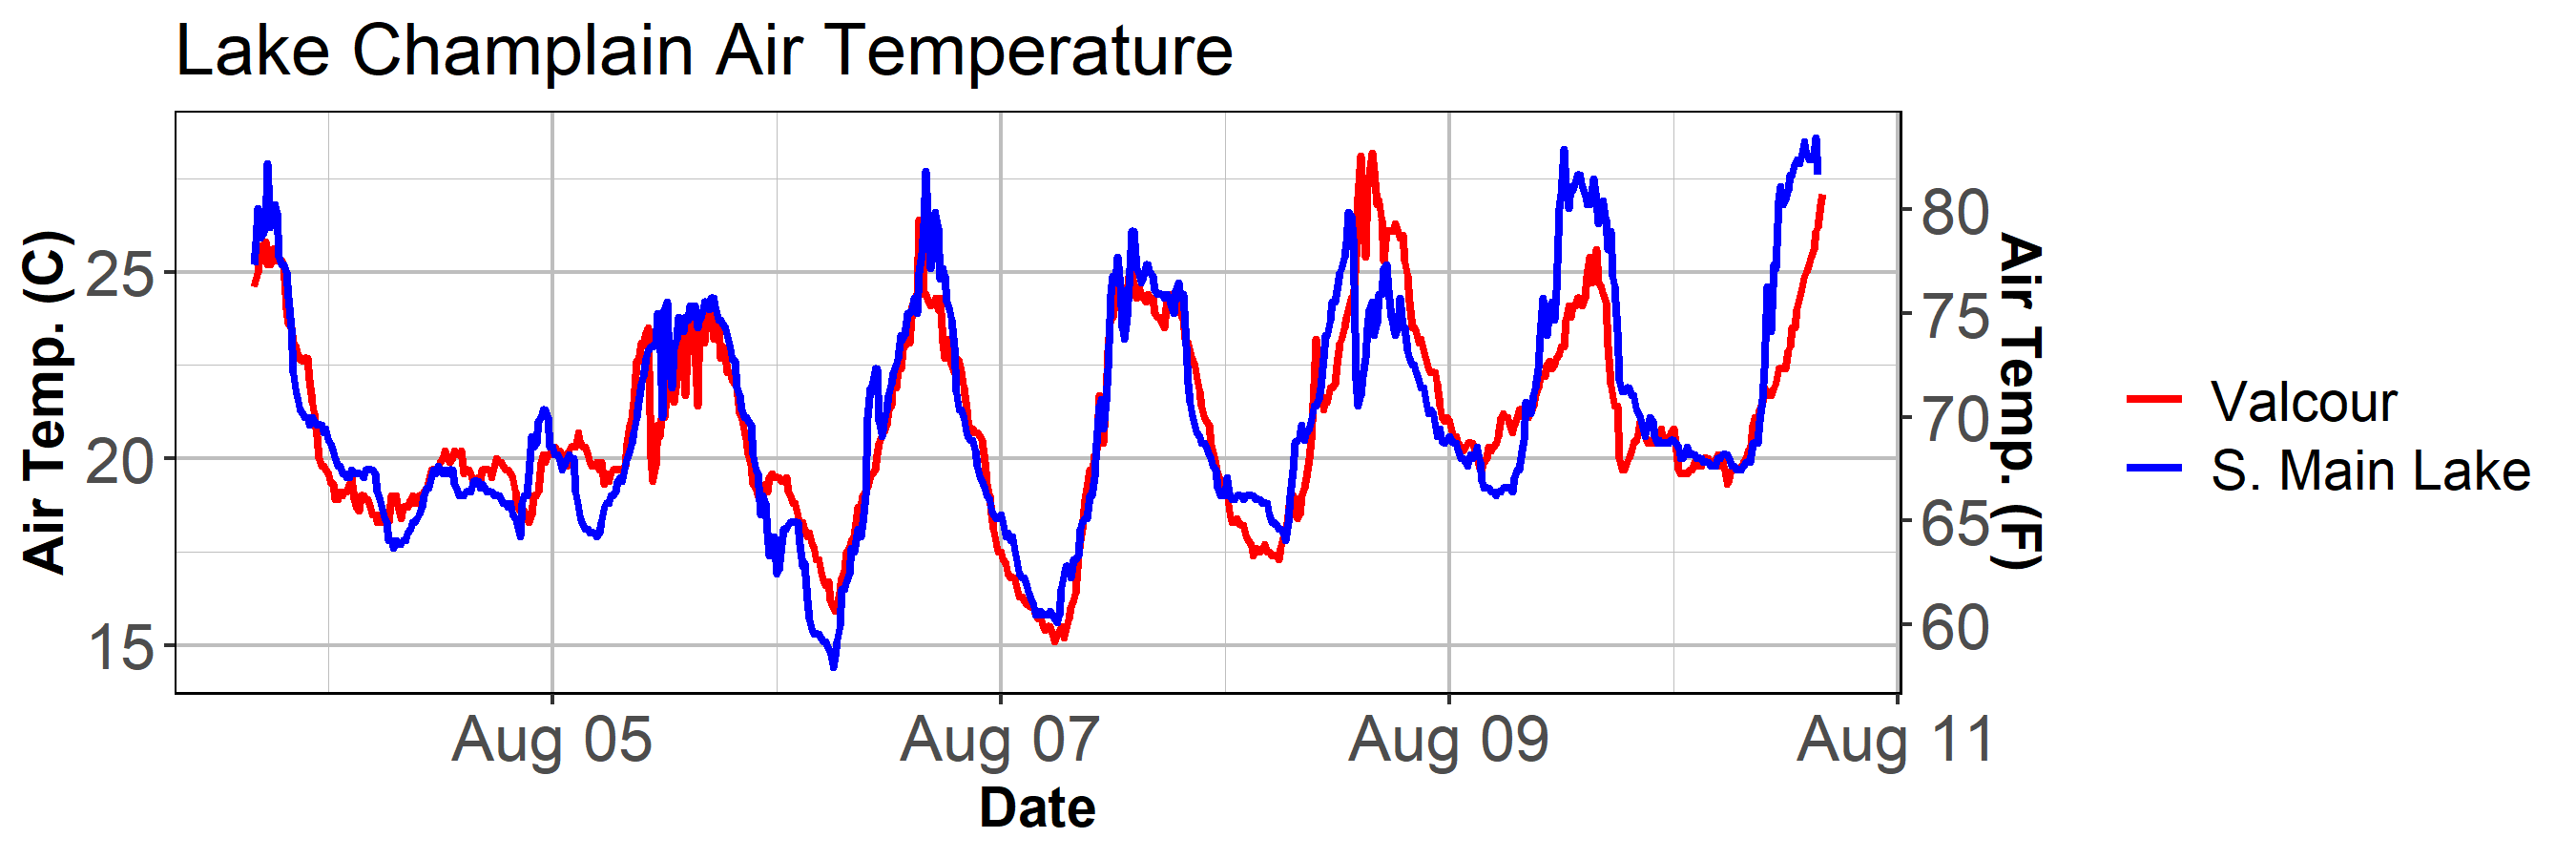 Lake Champlain Air Temperature
Air Temp. (C)
25
20
15
80
75
70
65
60
Air Temp. (F)
Aug 05
Aug 07
Aug 09
Aug 11
Date
Valcour
S. Main Lake